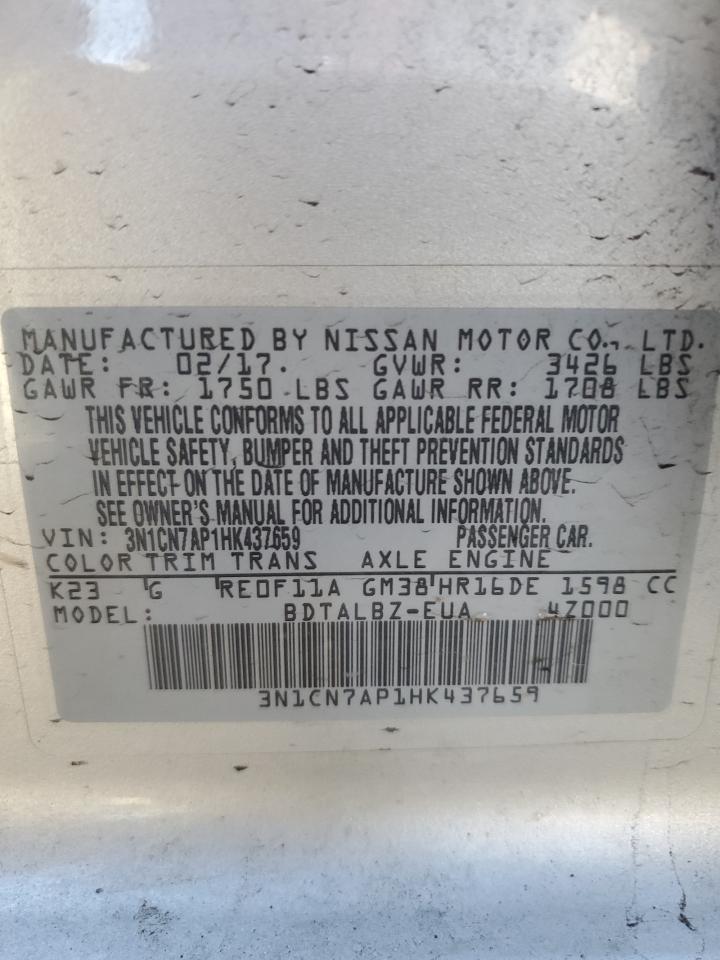 MANUFACTURED BY NISSAN MOTOR CO., LTD.
DATE: 02/17. GVWR: 3426 LBS
GAWR FR: 1750 LBS GAWR RR: 1708 LBS
THIS VEHICLE CONFORMS TO ALL APPLICABLE FEDERAL MOTOR
VEHICLE SAFETY, BUMPER AND THEFT PREVENTION STANDARDS
IN EFFECT ON THE DATE OF MANUFACTURE SHOWN ABOVE.
SEE OWNER'S MANUAL FOR ADDITIONAL INFORMATION.
VIN: 3N1CN7AP1HK437659 PASSENGER CAR.
COLOR TRIM TRANS AXLE ENGINE
K23 G RE0F11A GM38 HR16DE 1598 CC
MODEL: BDTALBZ-EUA 4Z000
3N1CN7AP1HK437659